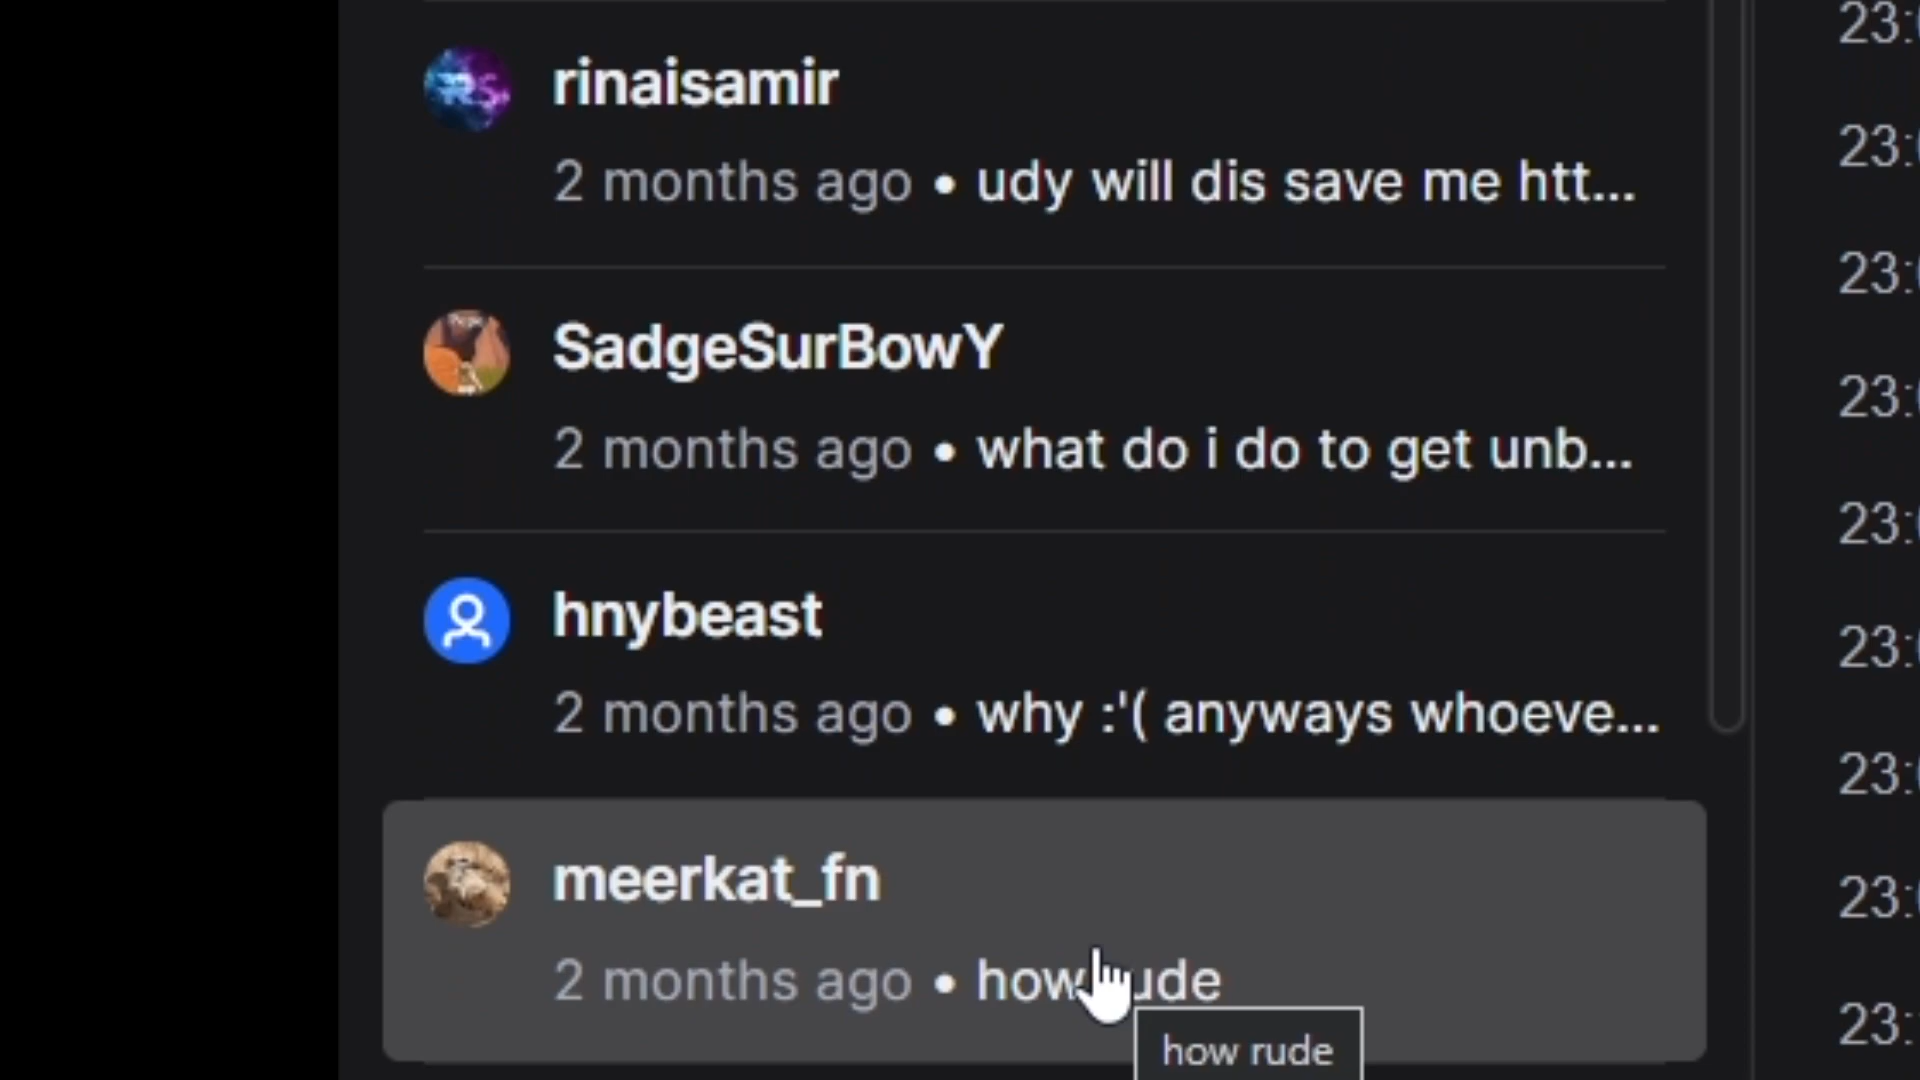 rinaisamir
2 months ago • udy will dis save me htt...
SadgeSurBowY
2 months ago • what do i do to get unb...
hnybeast
2 months ago • why :'( anyways whoeve...
meerkat_fn
2 months ago • how rude
how rude
23:
23:
23:
23:
23:
23:
23:
23:
23: